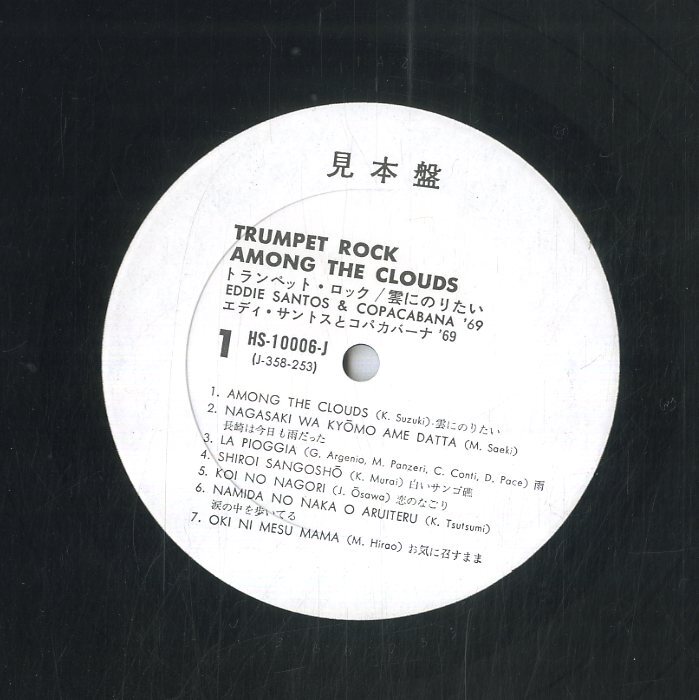 見本盤
TRUMPET ROCK
AMONG THE CLOUDS
トランペット・ロック/雲にのりたい
EDDIE SANTOS & COPACABANA '69
エディ・サントスとコパカバーナ '69
1 HS-10006-J
(J-358-253)
1. AMONG THE CLOUDS (K. Suzuki)·雲にのりたい
2. NAGASAKI WA KYŌMO AME DATTA (M. Saeki)
長崎は今日も雨だった
3. LA PIOGGIA (G. Argenio, M. Panzeri, C. Conti, D. Pace) 雨
4. SHIROI SANGOSHŌ (K. Murai) 白いサンゴ礁
5. KOI NO NAGORI (J. Ōsawa) 恋のなごり
6. NAMIDA NO NAKA O ARUITERU (K. Tsutsumi)
涙の中を歩いてる
7. OKI NI MESU MAMA (M. Hirao) お気に召すまま